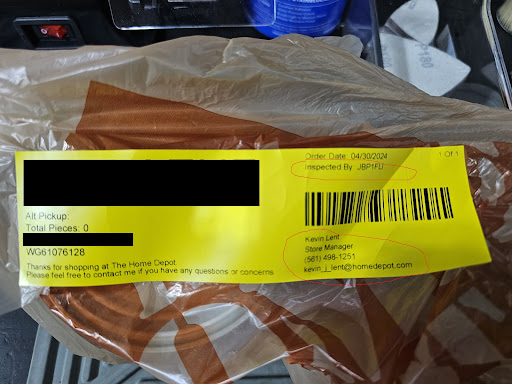 Order Date 04/30/2024
1 Of 1
Inspected By JBP1FU
Alt Pickup:
Total Pieces: 0
WG61076128
Thanks for shopping at The Home Depot.
Please feel free to contact me if you have any questions or concerns
Kevin Lent
Store Manager
(561) 498-1251
kevin_j_lent@homedepot.com